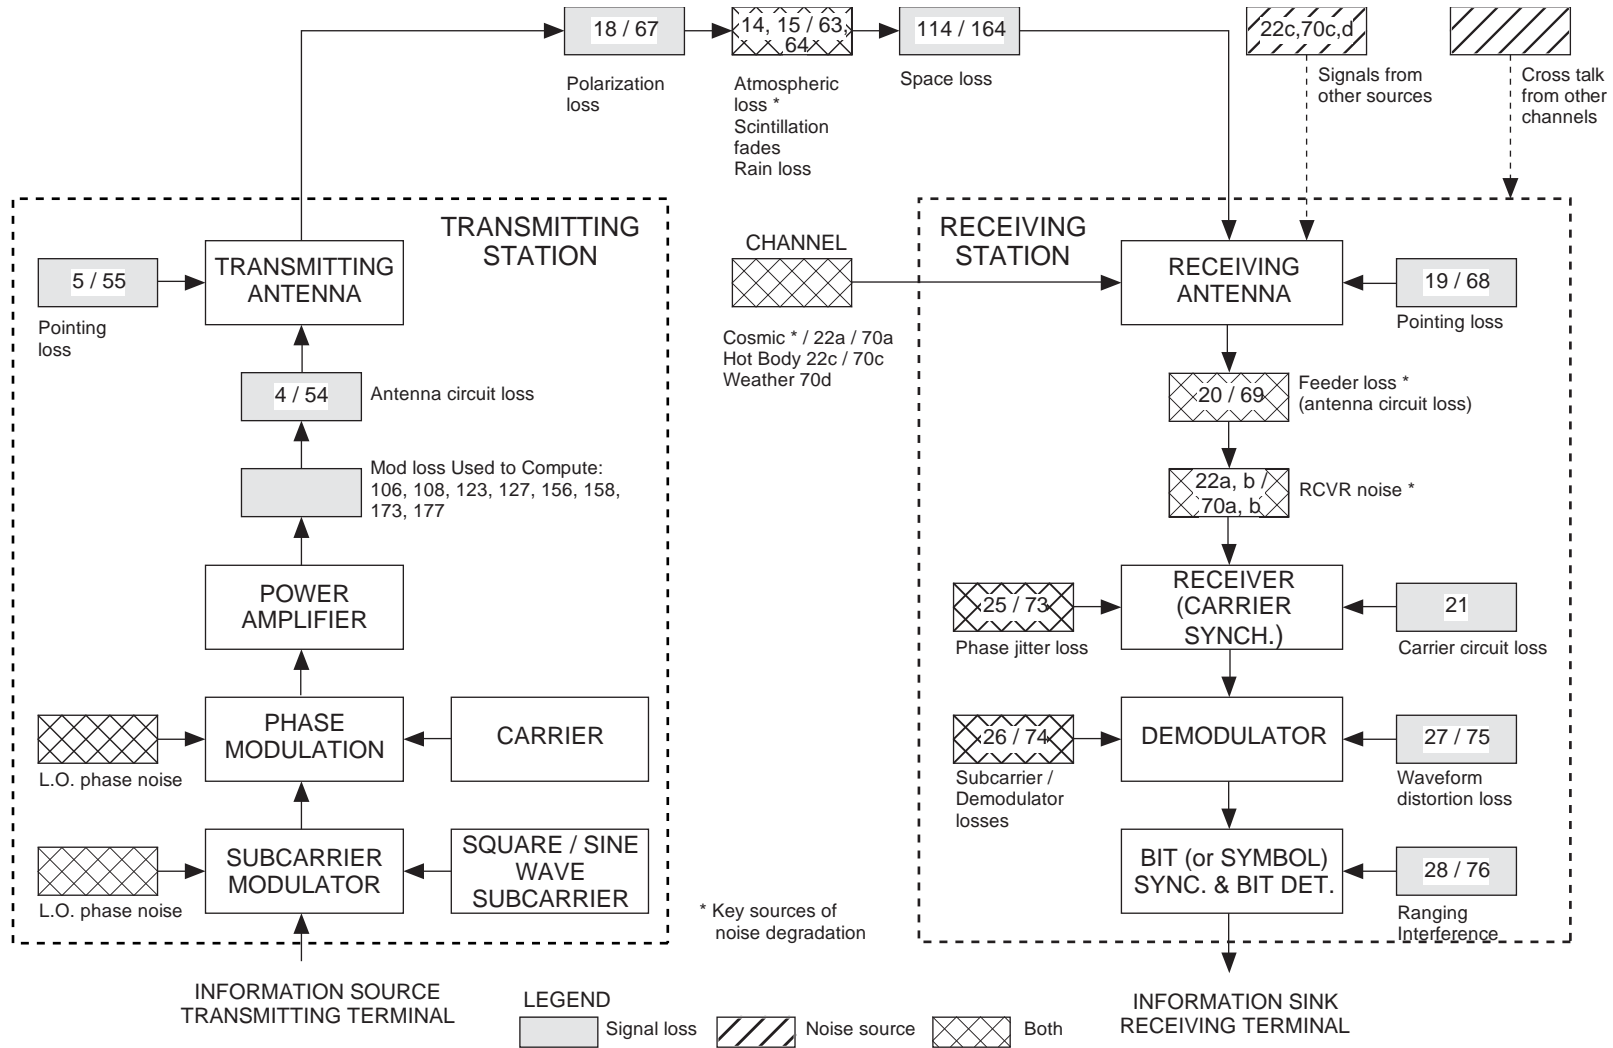 18 / 67
14, 15 / 63,
64
114 / 164
22c,70c,d
Polarization
loss
Atmospheric
loss *
Scintillation
fades
Rain loss
Space loss
Signals from
other sources
Cross talk
from other
channels
TRANSMITTING
STATION
5 / 55
Pointing
loss
TRANSMITTING
ANTENNA
4 / 54
Antenna circuit loss
Mod loss Used to Compute:
106, 108, 123, 127, 156, 158,
173, 177
POWER
AMPLIFIER
L.O. phase noise
PHASE
MODULATION
CARRIER
L.O. phase noise
SUBCARRIER
MODULATOR
SQUARE / SINE
WAVE
SUBCARRIER
INFORMATION SOURCE
TRANSMITTING TERMINAL
CHANNEL
Cosmic * / 22a / 70a
Hot Body 22c / 70c
Weather 70d
RECEIVING
STATION
RECEIVING
ANTENNA
19 / 68
Pointing loss
20 / 69
Feeder loss *
(antenna circuit loss)
22a, b /
70a, b
RCVR noise *
25 / 73
Phase jitter loss
RECEIVER
(CARRIER
SYNCH.)
21
Carrier circuit loss
26 / 74
Subcarrier /
Demodulator
losses
DEMODULATOR
27 / 75
Waveform
distortion loss
BIT (or SYMBOL)
SYNC. & BIT DET.
28 / 76
Ranging
Interference
* Key sources of
noise degradation
INFORMATION SINK
RECEIVING TERMINAL
LEGEND
Signal loss
Noise source
Both